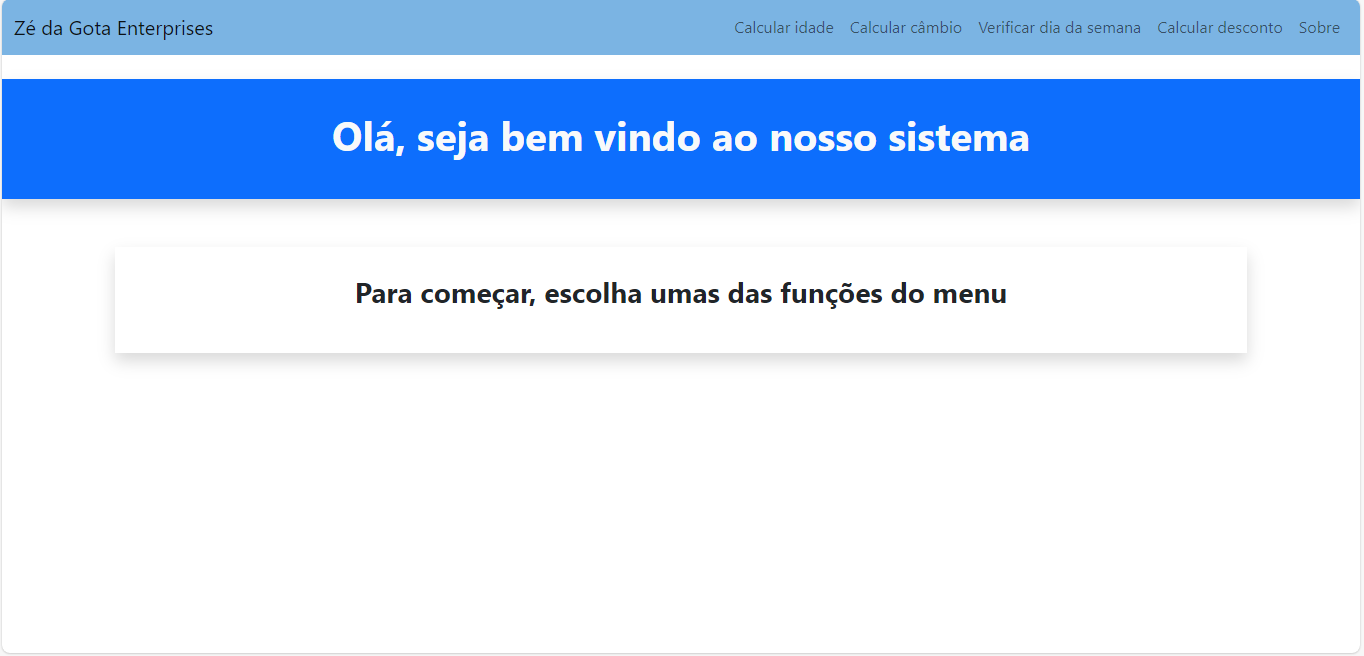 Zé da Gota Enterprises
Calcular idade Calcular câmbio Verificar dia da semana Calcular desconto Sobre
Olá, seja bem vindo ao nosso sistema
Para começar, escolha umas das funções do menu